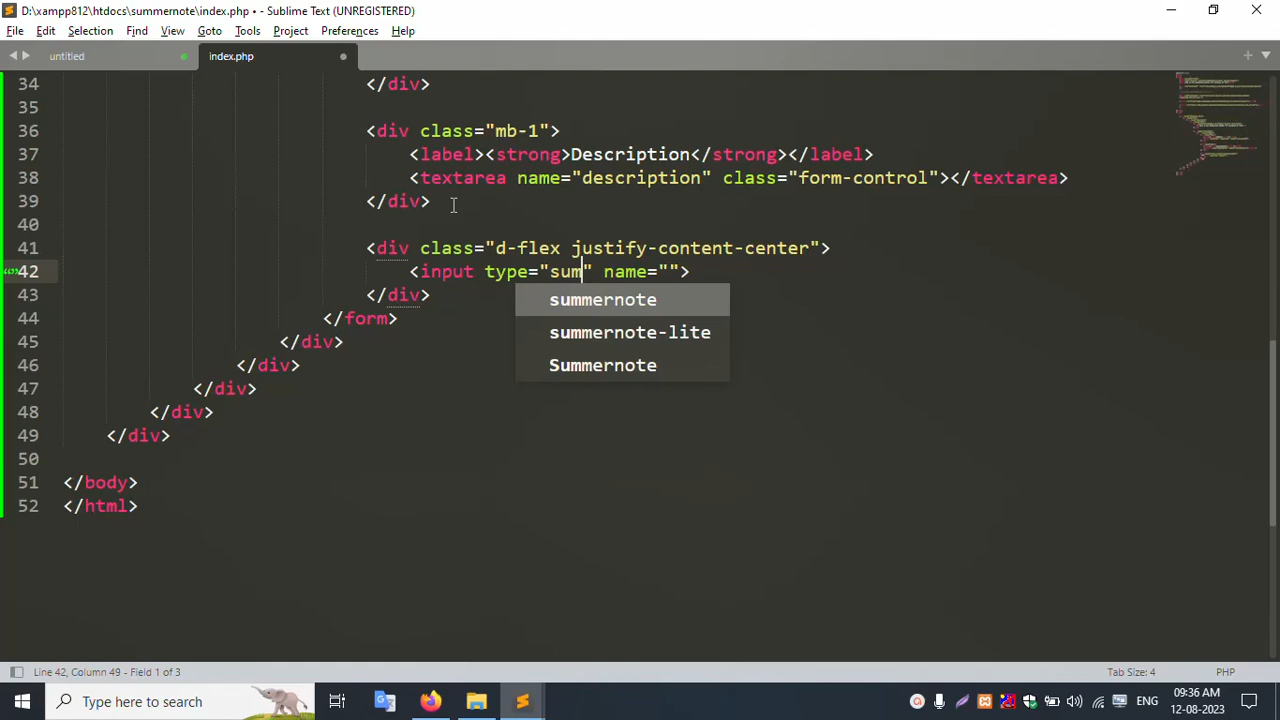 D:\xampp812\htdocs\summernote\index.php • - Sublime Text (UNREGISTERED)
File Edit Selection Find View Goto Tools Project Preferences Help
untitled index.php
34 </div>
35
36 <div class="mb-1">
37 <label><strong>Description</strong></label>
38 <textarea name="description" class="form-control"></textarea>
39 </div>
40
41 <div class="d-flex justify-content-center">
42 <input type="sum" name="">
43 </div>
summernote
44 </form>
summernote-lite
45 </div>
46 </div>
Summernote
47 </div>
48 </div>
49 </div>
50
51 </body>
52 </html>
Line 42, Column 49 - Field 1 of 3 Tab Size: 4 PHP
Type here to search ENG 09:36 AM
12-08-2023